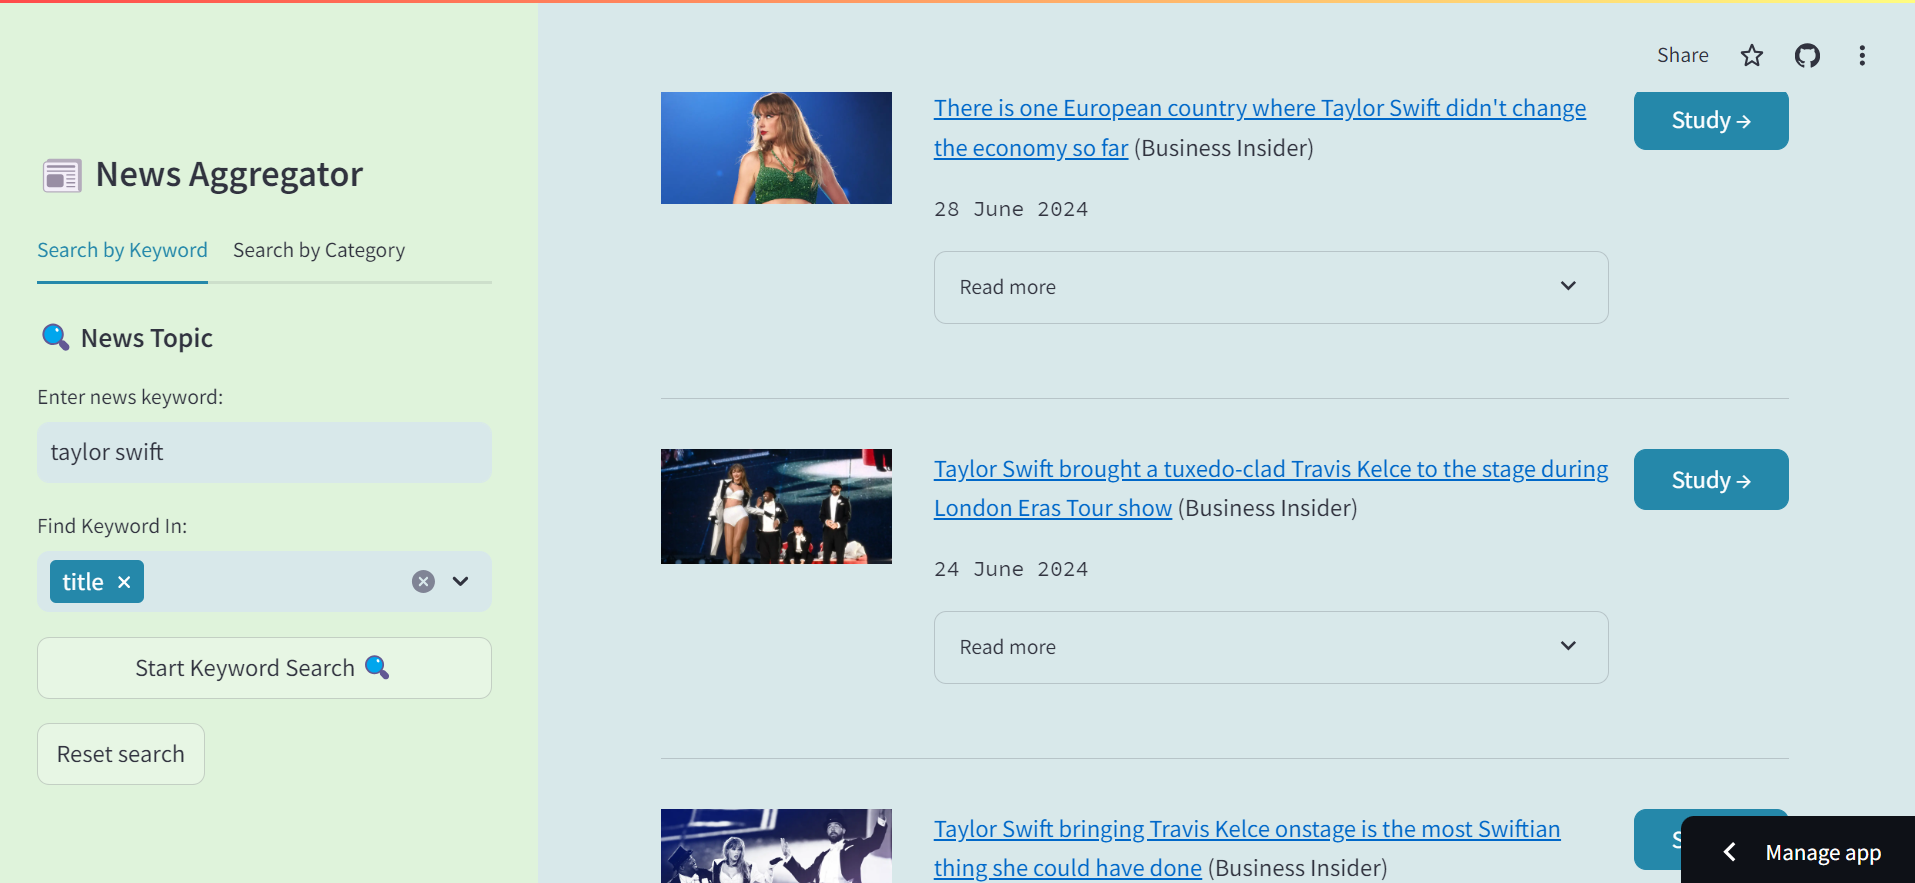 Share
News Aggregator
Search by Keyword Search by Category
News Topic
Enter news keyword:
taylor swift
Find Keyword In:
title
Start Keyword Search
Reset search
There is one European country where Taylor Swift didn't change
the economy so far (Business Insider)
28 June 2024
Read more
Study →
Taylor Swift brought a tuxedo-clad Travis Kelce to the stage during
London Eras Tour show (Business Insider)
24 June 2024
Read more
Study →
Taylor Swift bringing Travis Kelce onstage is the most Swiftian
thing she could have done (Business Insider)
Manage app